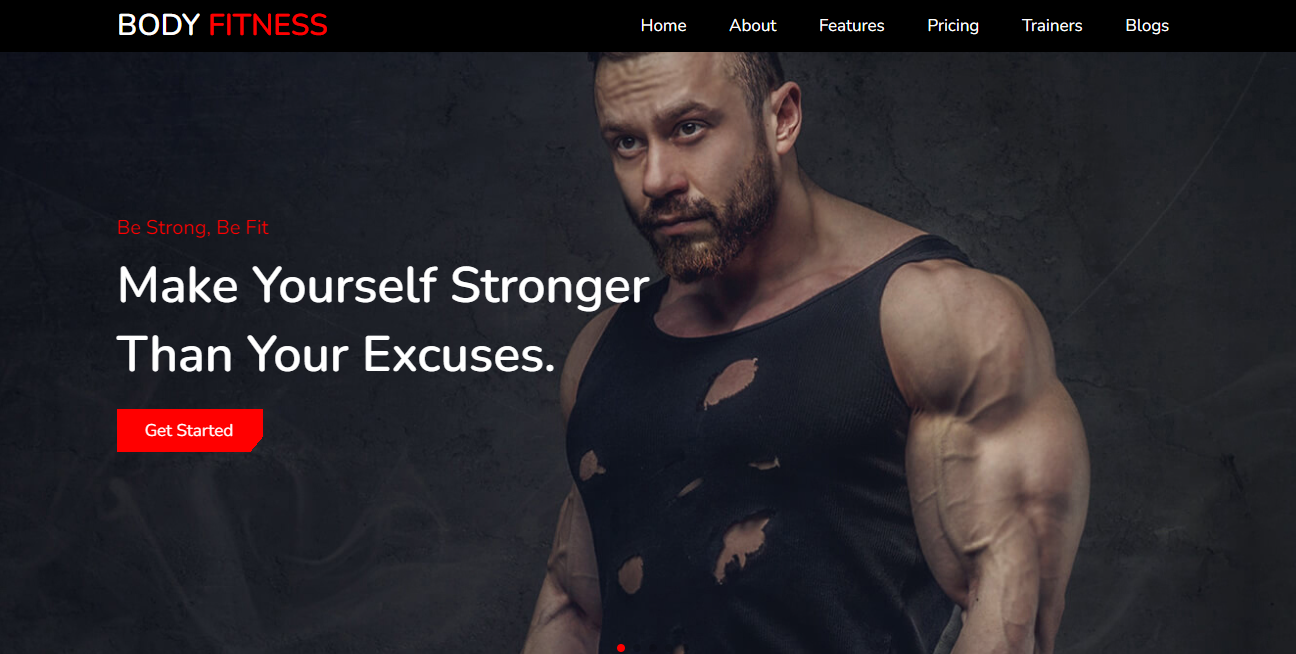 BODY FITNESS
Home About Features Pricing Trainers Blogs
Be Strong, Be Fit
Make Yourself Stronger
Than Your Excuses.
Get Started